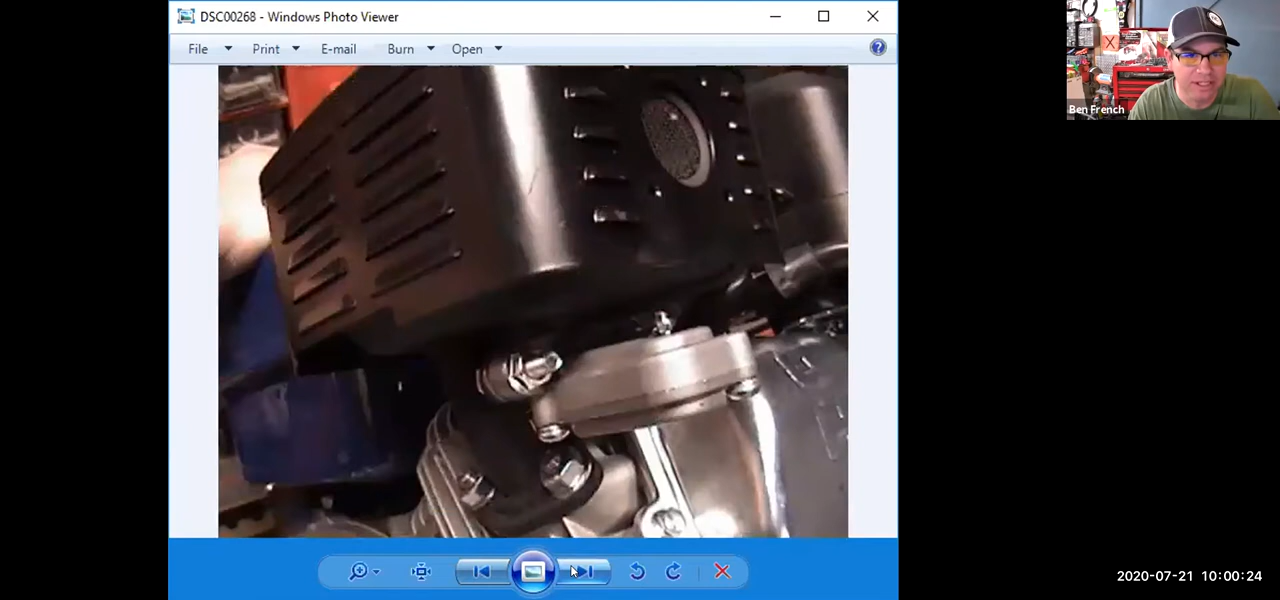 DSC00268 - Windows Photo Viewer
File Print E-mail Burn Open
Ben French
2020-07-21 10:00:24